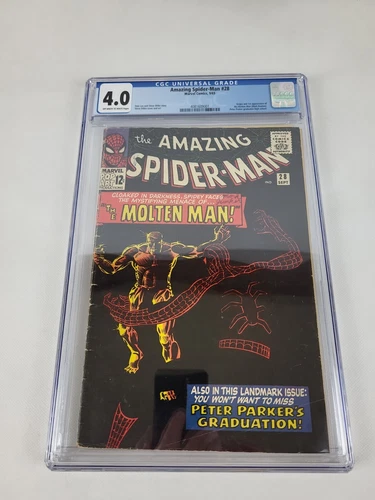 CGC UNIVERSAL GRADE
4.0
Amazing Spider-Man #28
Marvel Comics, 9/65
the AMAZING
SPIDER-MAN
MARVEL
12¢
28
SEPT
CLOAKED IN DARKNESS, SPIDEY FACES
THE MYSTIFYING MENACE OF...
THE MOLTEN MAN!
ALSO IN THIS LANDMARK ISSUE:
YOU WON'T WANT TO MISS
PETER PARKER'S
GRADUATION!